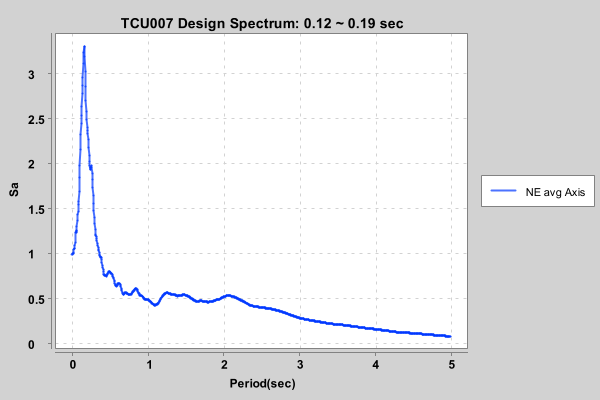 TCU007 Design Spectrum: 0.12 ~ 0.19 sec
3
2.5
2
1.5
1
0.5
0
Sa
0 1 2 3 4 5
Period(sec)
NE avg Axis